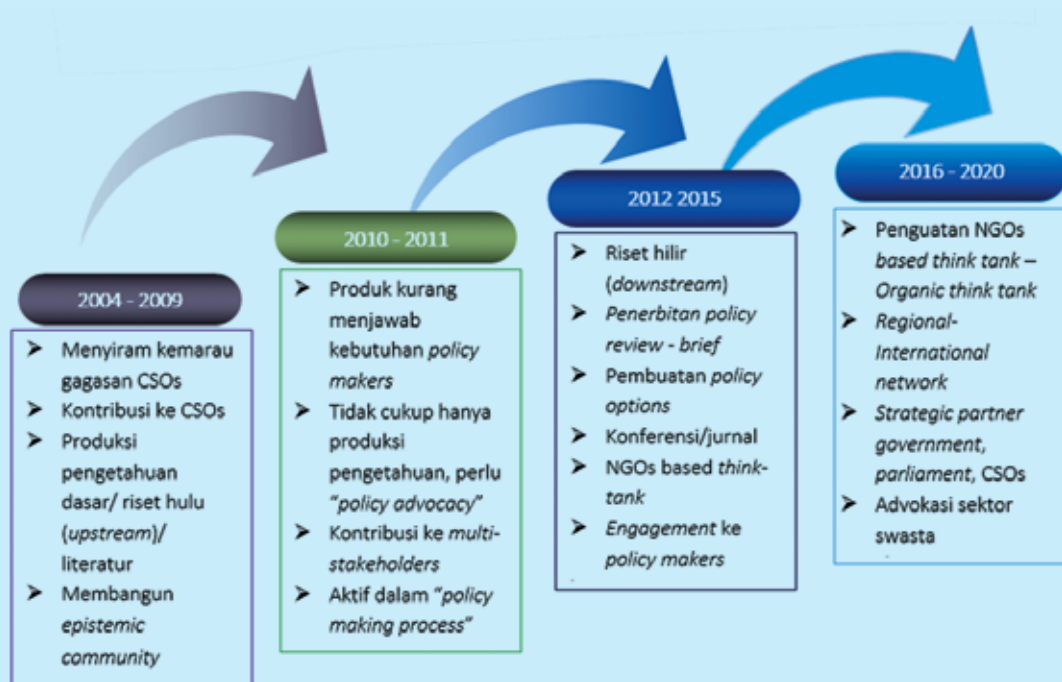 2004 - 2009
➤ Menyiram kemarau
gagasan CSOs
➤ Kontribusi ke CSOs
➤ Produksi
pengetahuan
dasar/ riset hulu
(upstream)/
literatur
➤ Membangun
epistemic
community
2010 - 2011
➤ Produk kurang
menjawab
kebutuhan policy
makers
➤ Tidak cukup hanya
produksi
pengetahuan, perlu
“policy advocacy”
➤ Kontribusi ke multi-
stakeholders
➤ Aktif dalam “policy
making process”
2012 2015
➤ Riset hilir
(downstream)
➤ Penerbitan policy
review - brief
➤ Pembuatan policy
options
➤ Konferensi/jurnal
➤ NGOs based think-
tank
➤ Engagement ke
policy makers
2016 - 2020
➤ Penguatan NGOs
based think tank –
Organic think tank
➤ Regional-
International
network
➤ Strategic partner
government,
parliament, CSOs
➤ Advokasi sektor
swasta